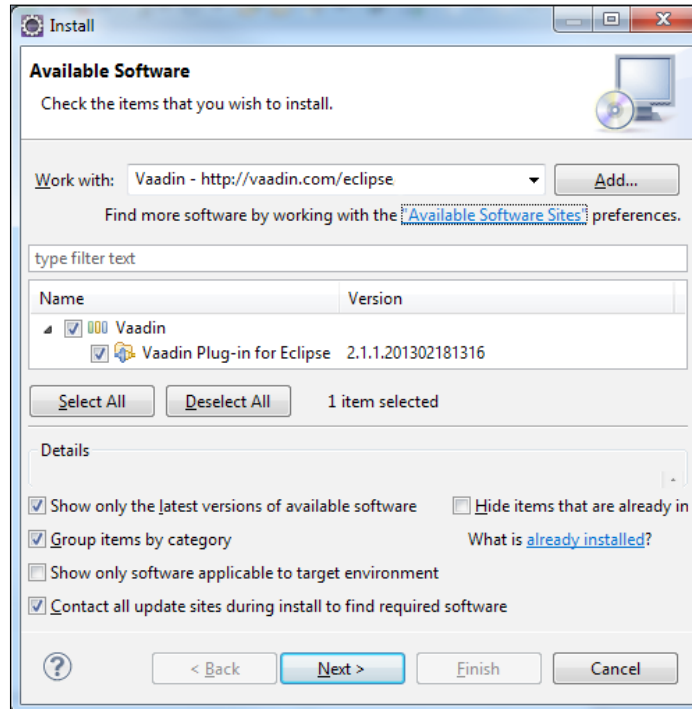 Install
Available Software
Check the items that you wish to install.
Work with: Vaadin - http://vaadin.com/eclipse Add...
Find more software by working with the "Available Software Sites" preferences.
type filter text
Name Version
Vaadin
Vaadin Plug-in for Eclipse 2.1.1.201302181316
Select All Deselect All 1 item selected
Details
Show only the latest versions of available software Hide items that are already in
Group items by category What is already installed?
Show only software applicable to target environment
Contact all update sites during install to find required software
? < Back Next > Finish Cancel